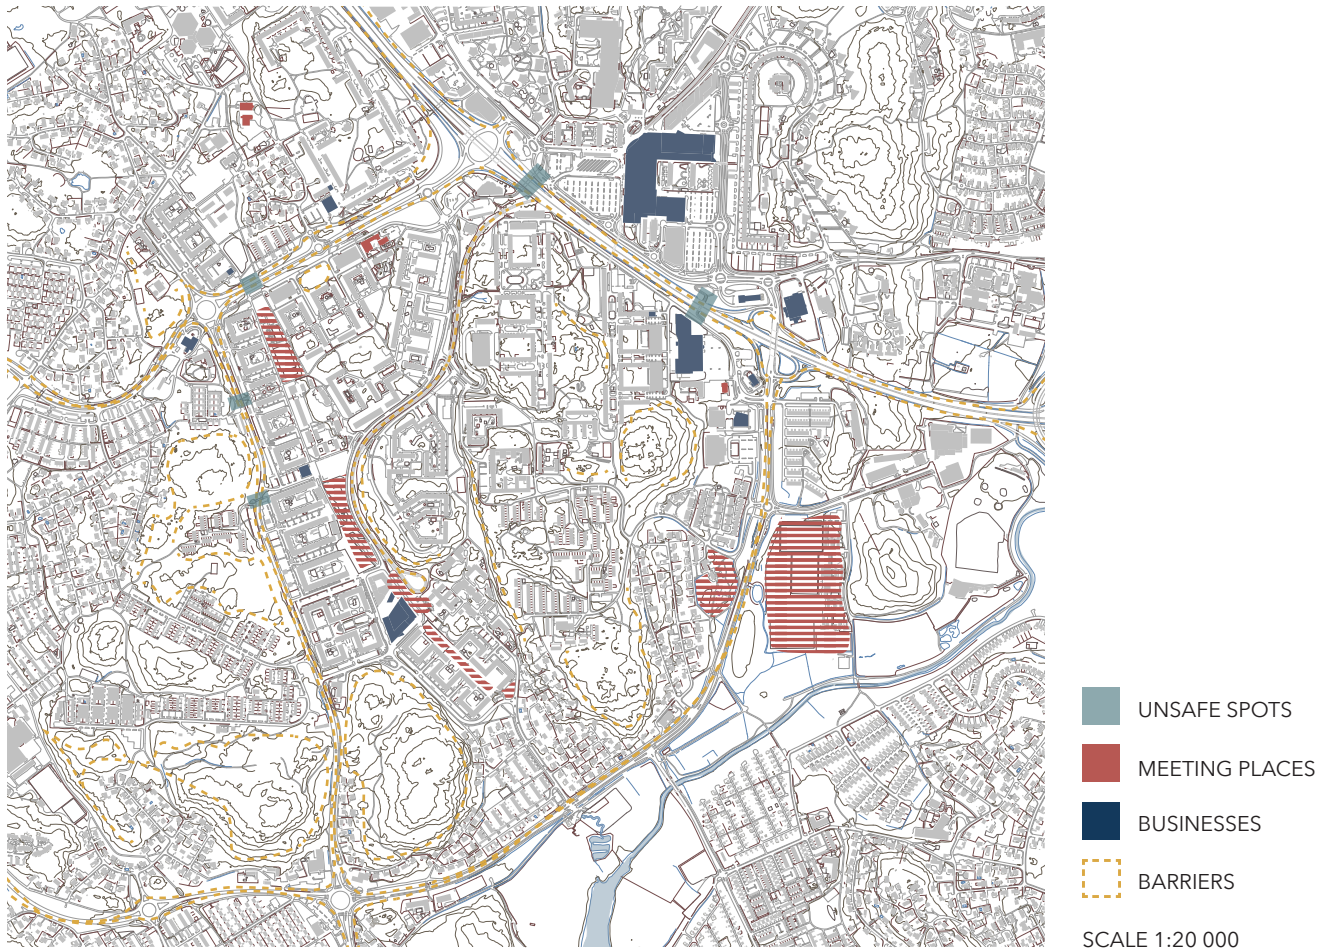 UNSAFE SPOTS
MEETING PLACES
BUSINESSES
BARRIERS
SCALE 1:20 000